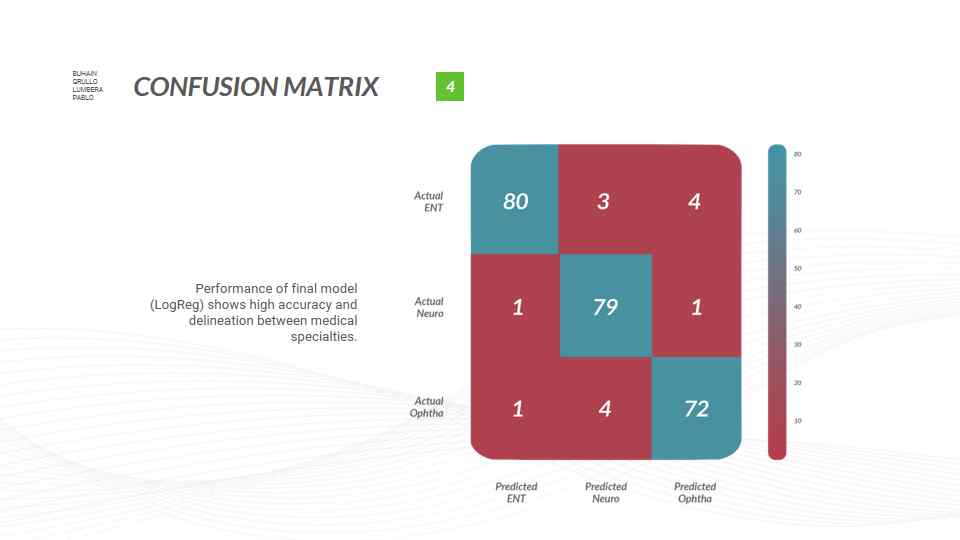 BUHAIN
QRULLO
LUMBERA
PABLO
CONFUSION MATRIX
4
Performance of final model
(LogReg) shows high accuracy and
delineation between medical
specialties.
Actual
ENT
80
3
4
Actual
Neuro
1
79
1
Actual
Ophtha
1
4
72
Predicted
ENT
Predicted
Neuro
Predicted
Ophtha
80
70
60
50
40
30
20
10